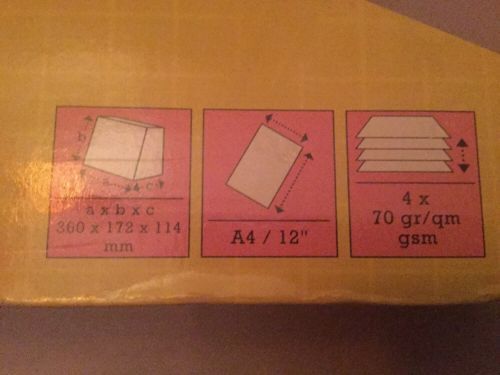 b
a
c
a x b x c
360 x 172 x 114
mm
A4 / 12"
4 x
70 gr/qm
gsm